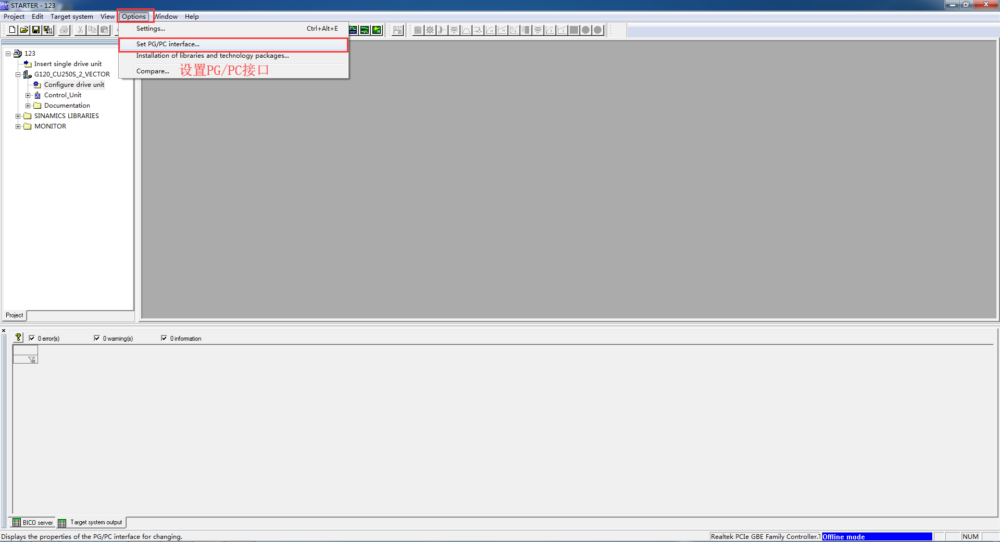 STARTER - 123
Project Edit Target system View Options Window Help
Settings... Ctrl+Alt+E
Set PG/PC interface...
Installation of libraries and technology packages...
Compare... 设置PG/PC接口
123
Insert single drive unit
G120_CU250S_2_VECTOR
Configure drive unit
Control_Unit
Documentation
SINAMICS LIBRARIES
MONITOR
Project
0 error(s) 0 warning(s) 0 information
BICO server Target system output
Displays the properties of the PG/PC interface for changing. Realtek PCIe GBE Family Controller.T Offline mode NUM